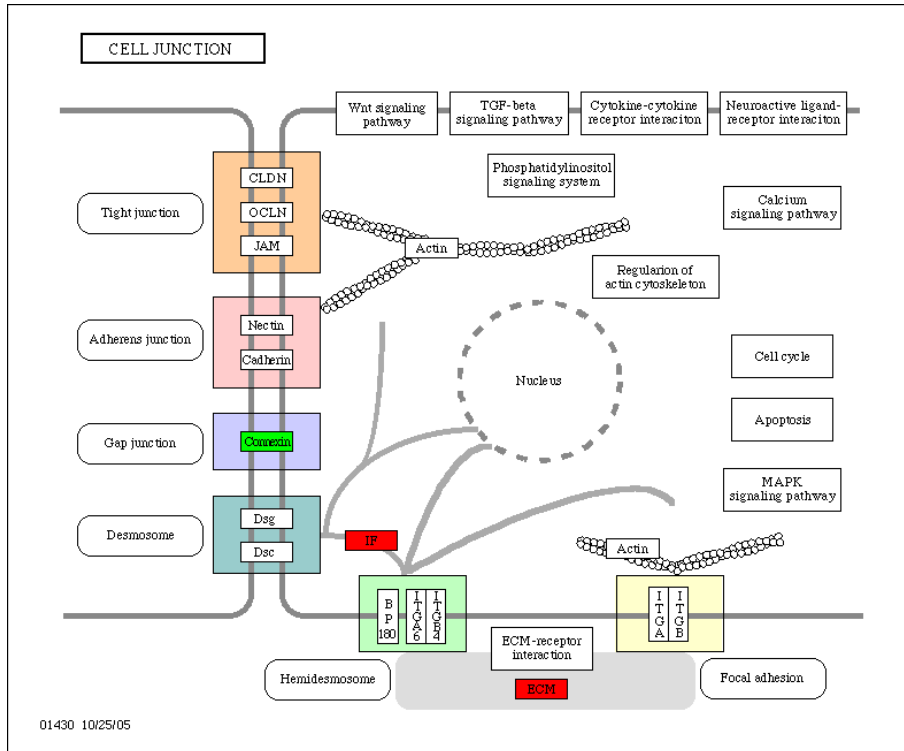 CELL JUNCTION
Wnt signaling
pathway
TGF-beta
signaling pathway
Cytokine-cytokine
receptor interaciton
Neuroactive ligand-
receptor interaciton
Phosphatidylinositol
signaling system
Calcium
signaling pathway
CLDN
Tight junction
OCLN
JAM
Actin
Regularion of
actin cytoskeleton
Nectin
Adherens junction
Cadherin
Cell cycle
Nucleus
Apoptosis
Gap junction
Connexin
MAPK
signaling pathway
Dsg
Desmosome
Dsc
IF
Actin
BP180
ITGA6
ITGB4
ITGA
ITGB
ECM-receptor
interaction
Hemidesmosome
ECM
Focal adhesion
01430 10/25/05